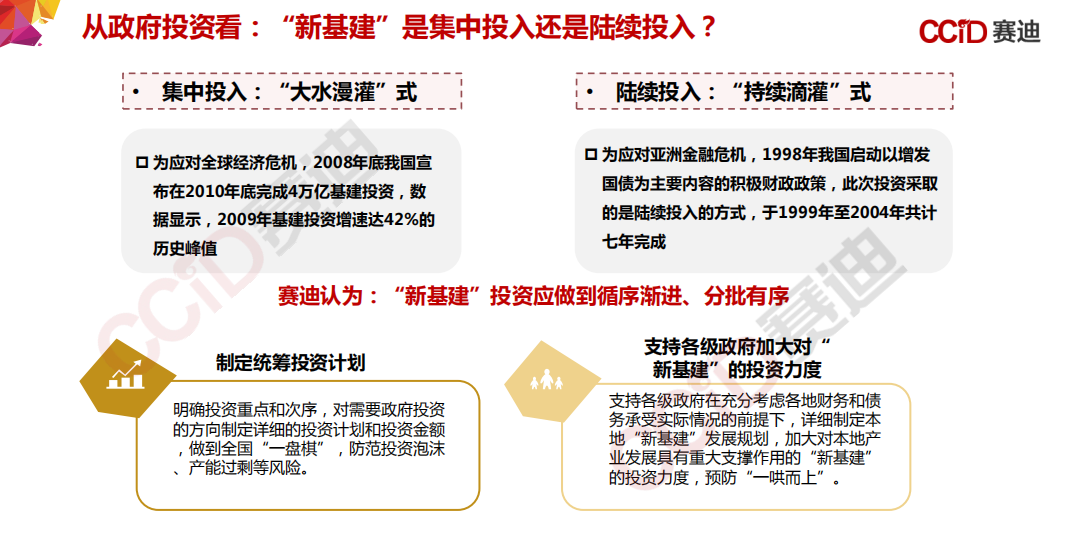 从政府投资看：“新基建”是集中投入还是陆续投入？
CCiD 赛迪
• 集中投入：“大水漫灌”式
为应对全球经济危机，2008年底我国宣
布在2010年底完成4万亿基建投资，数
据显示，2009年基建投资增速达42%的
历史峰值
• 陆续投入：“持续滴灌”式
为应对亚洲金融危机，1998年我国启动以增发
国债为主要内容的积极财政政策，此次投资采取
的是陆续投入的方式，于1999年至2004年共计
七年完成
赛迪认为：“新基建”投资应做到循序渐进、分批有序
制定统筹投资计划
明确投资重点和次序，对需要政府投资
的方向制定详细的投资计划和投资金额
，做到全国“一盘棋”，防范投资泡沫
、产能过剩等风险。
支持各级政府加大对“
新基建”的投资力度
支持各级政府在充分考虑各地财务和债
务承受实际情况的前提下，详细制定本
地“新基建”发展规划，加大对本地产
业发展具有重大支撑作用的“新基建”
的投资力度，预防“一哄而上”。
CCiD赛迪
CCiD赛迪